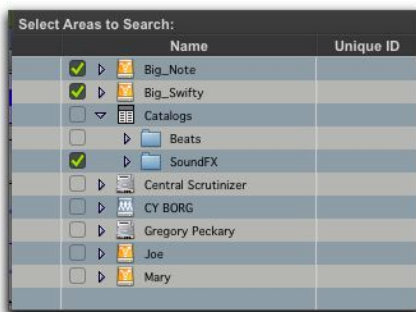 Select Areas to Search:
Name Unique ID
Big_Note
Big_Swifty
Catalogs
Beats
SoundFX
Central Scrutinizer
CY BORG
Gregory Peckary
Joe
Mary